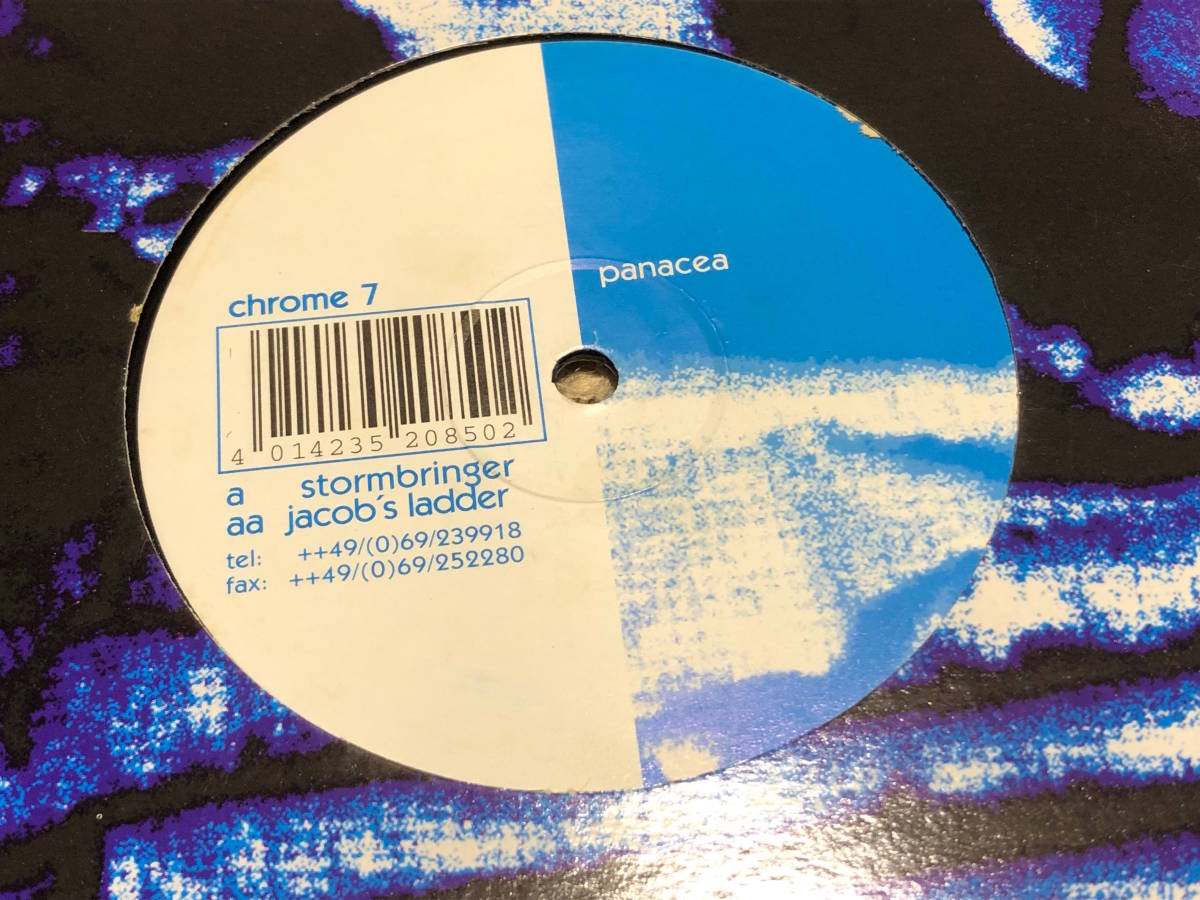 panacea
chrome 7
4 014235 208502
a stormbringer
aa jacob´s ladder
tel: ++49/(0)69/239918
fax: ++49/(0)69/252280